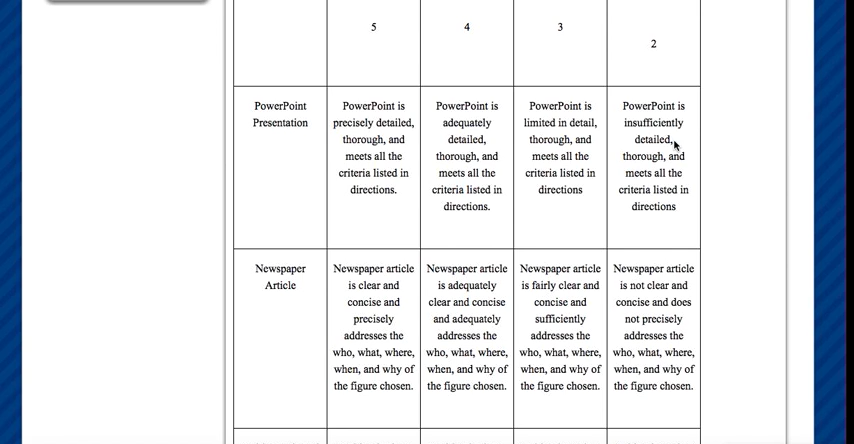 5
4
3
2
PowerPoint
Presentation
PowerPoint is
precisely detailed,
thorough, and
meets all the
criteria listed in
directions.
PowerPoint is
adequately
detailed,
thorough, and
meets all the
criteria listed in
directions.
PowerPoint is
limited in detail,
thorough, and
meets all the
criteria listed in
directions
PowerPoint is
insufficiently
detailed,
thorough, and
meets all the
criteria listed in
directions
Newspaper
Article
Newspaper article
is clear and
concise and
precisely
addresses the
who, what, where,
when, and why of
the figure chosen.
Newspaper article
is adequately
clear and concise
and adequately
addresses the
who, what, where,
when, and why of
the figure chosen.
Newspaper article
is fairly clear and
concise and
sufficiently
addresses the
who, what, where,
when, and why of
the figure chosen.
Newspaper article
is not clear and
concise and does
not precisely
addresses the
who, what, where,
when, and why of
the figure chosen.